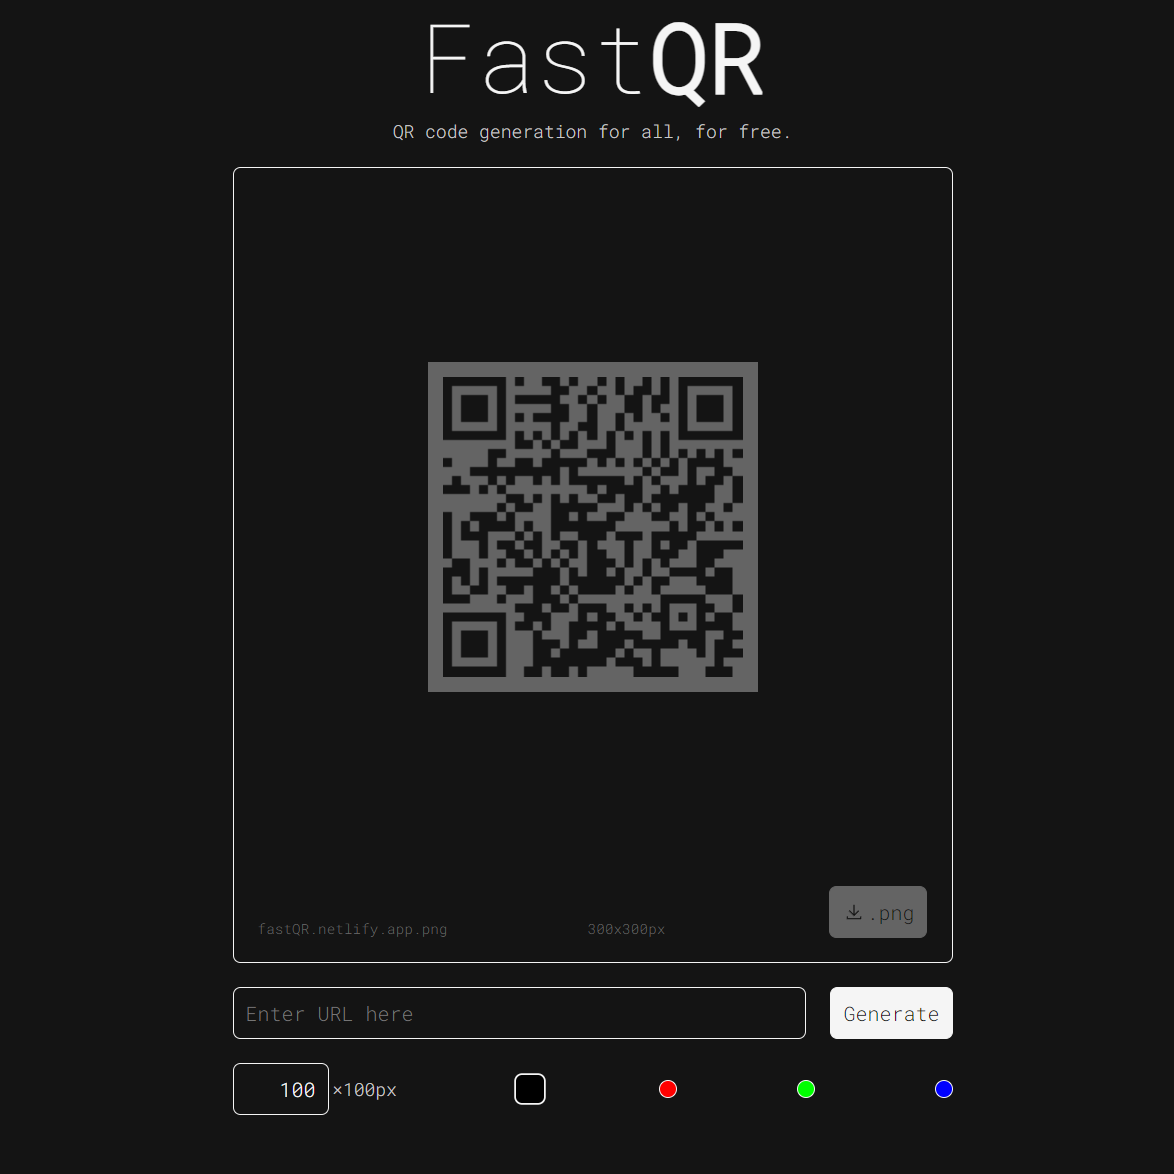 FastQR
QR code generation for all, for free.
fastQR.netlify.app.png
300x300px
.png
Enter URL here
Generate
100 ×100px